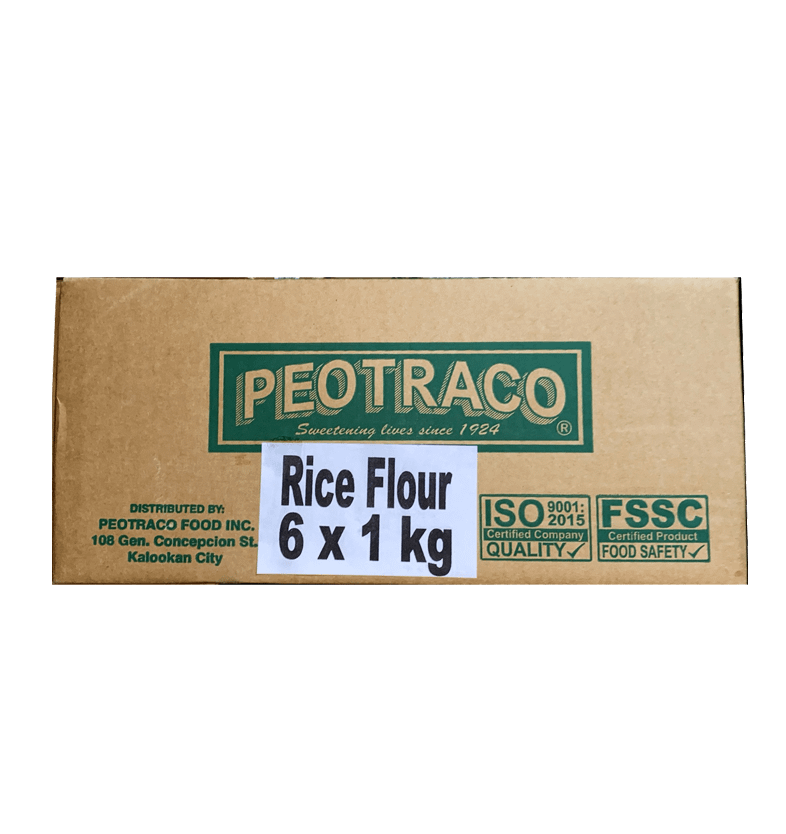 PEOTRACO
Sweetening lives since 1924 ®
Rice Flour
6 x 1 kg
DISTRIBUTED BY:
PEOTRACO FOOD INC.
108 Gen. Concepcion St.
Kalookan City
ISO 9001:
2015
Certified Company
QUALITY✓
FSSC
Certified Product
FOOD SAFETY✓